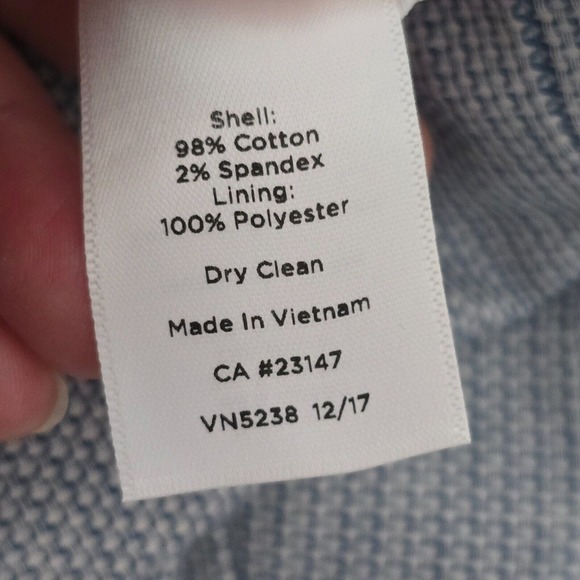 Shell:
98% Cotton
2% Spandex
Lining:
100% Polyester
Dry Clean
Made In Vietnam
CA #23147
VN5238 12/17